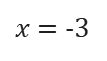 x = -3